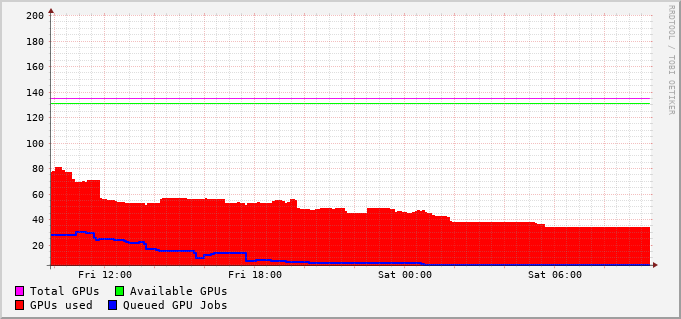 200
180
160
140
120
100
80
60
40
20
Fri 12:00 Fri 18:00 Sat 00:00 Sat 06:00
Total GPUs Available GPUs
GPUs used Queued GPU Jobs
RRDTOOL / TOBI OETIKER